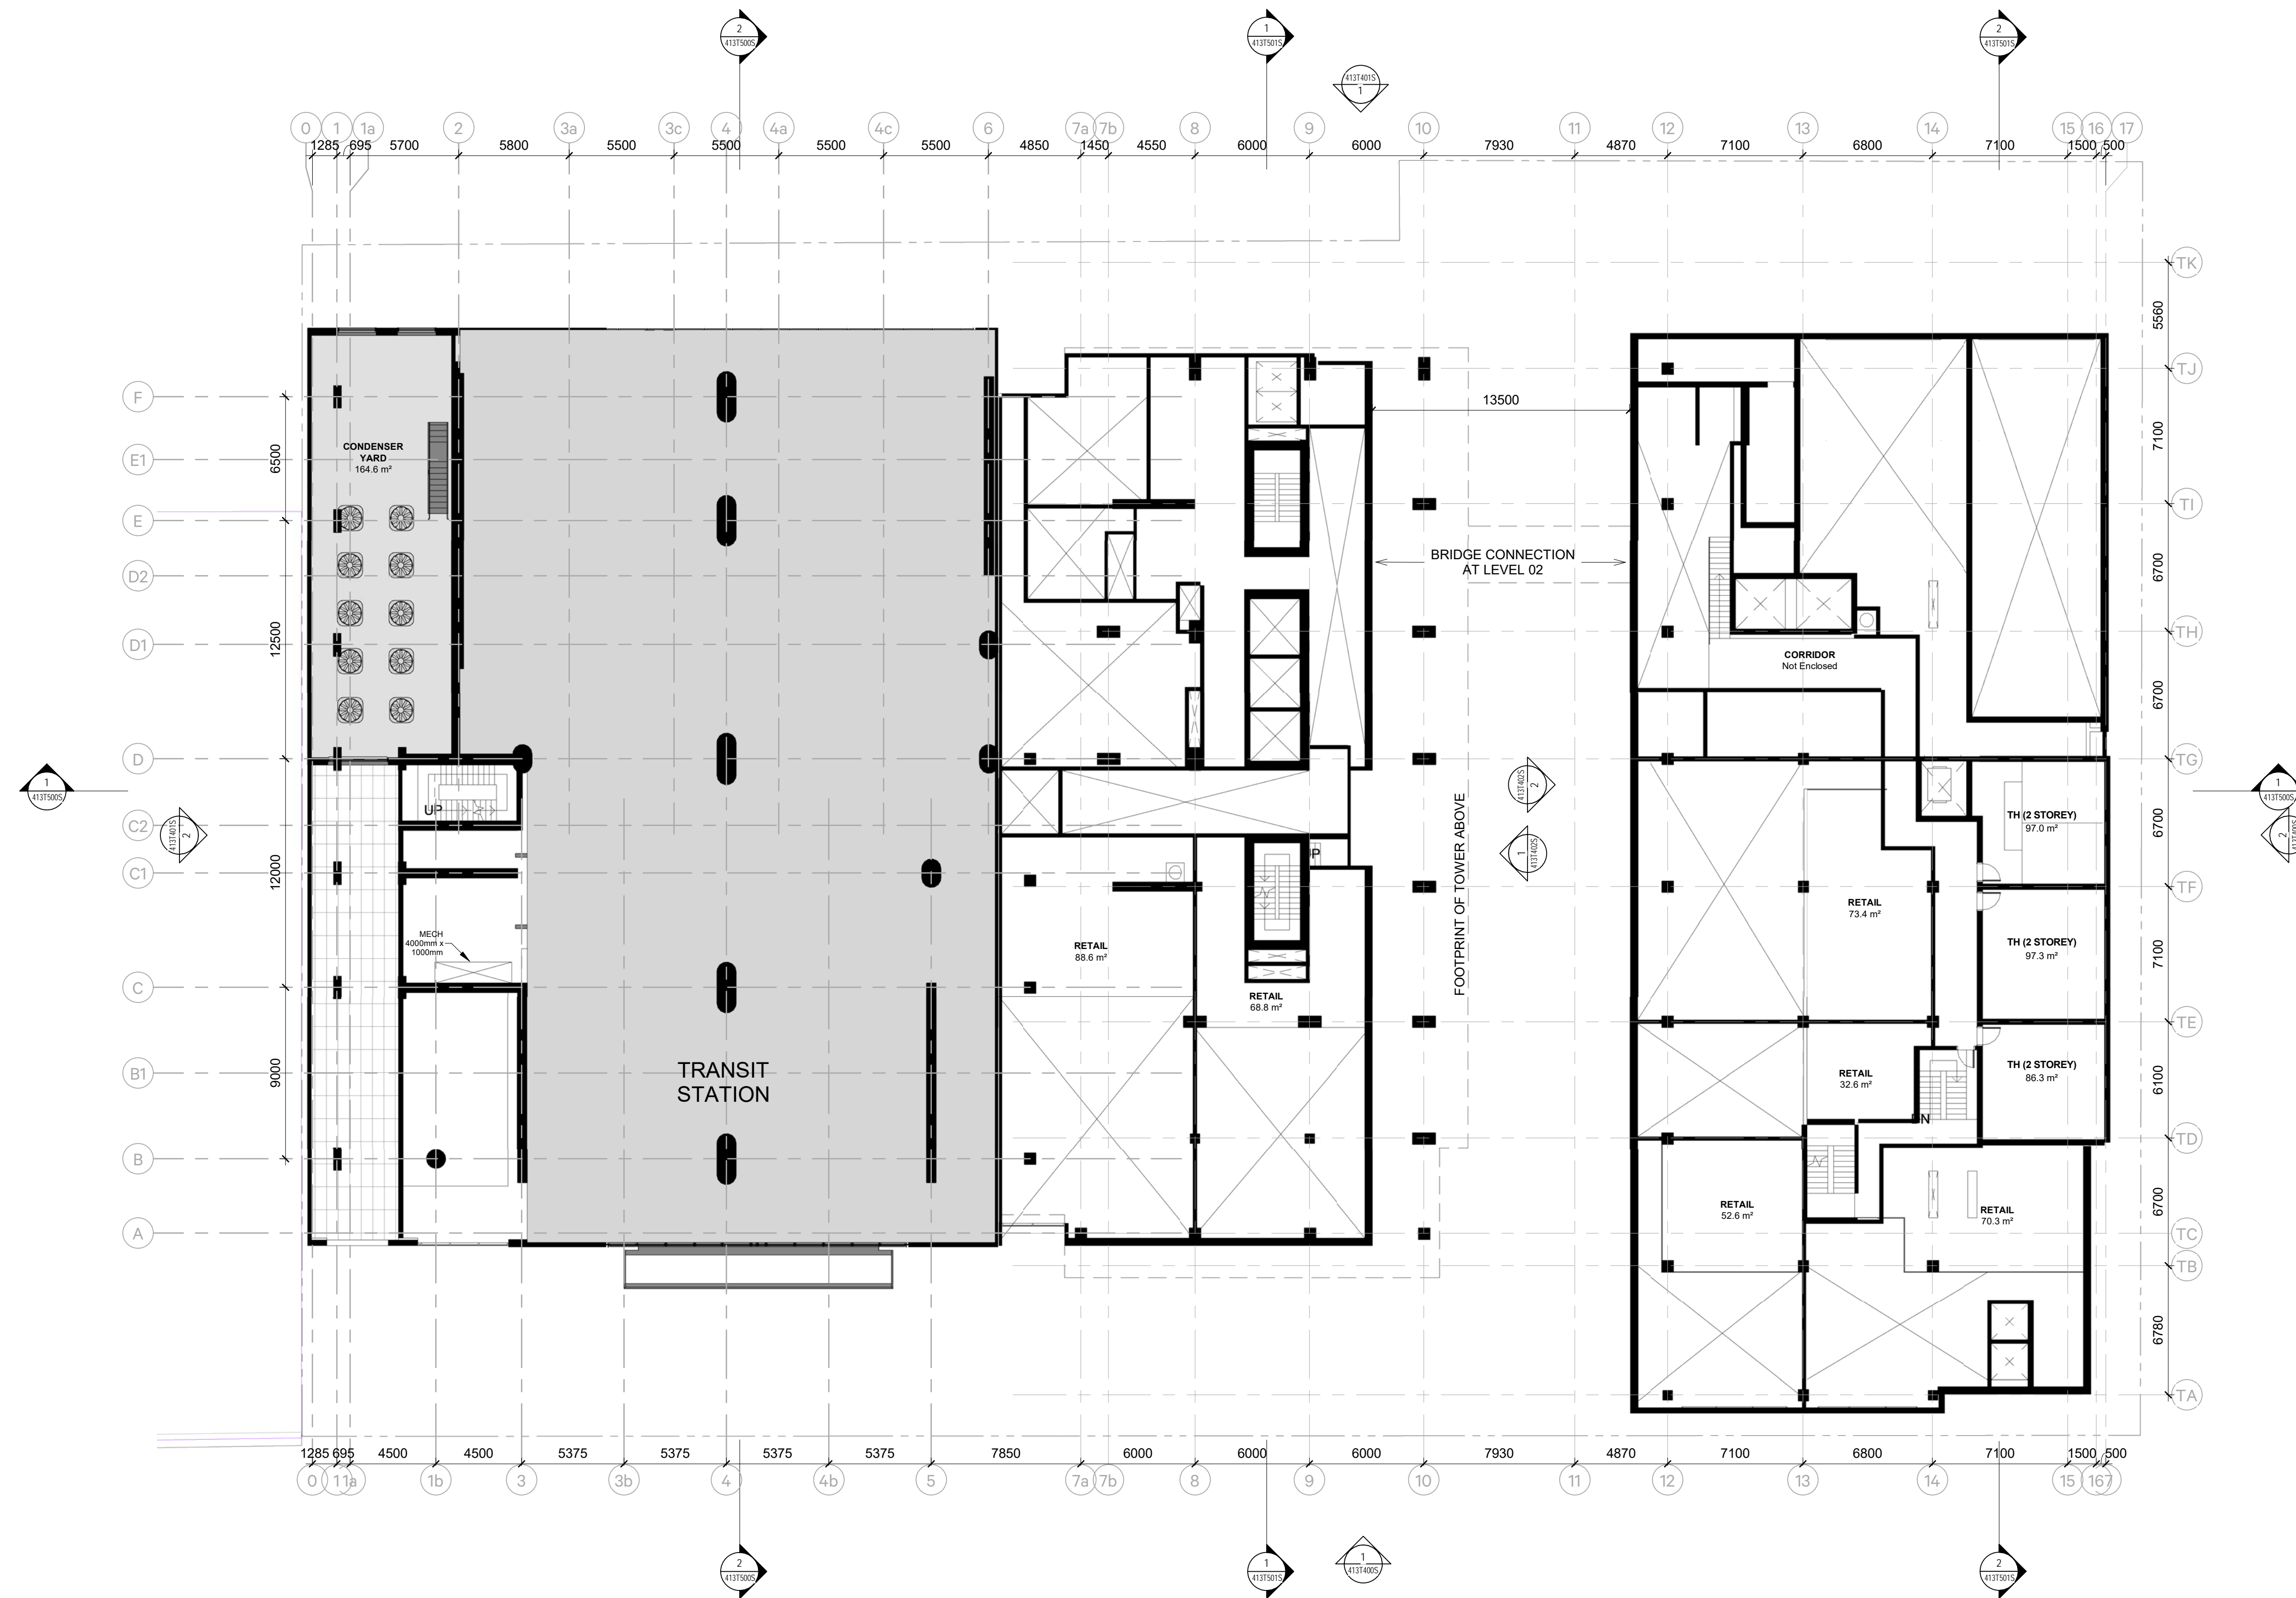 2
413T500S
1
413T501S
2
413T501S
413T401S
1
0 1 1a 2 3a 3c 4 4a 4c 6 7a 7b 8 9 10 11 12 13 14 15 16 17
1285 695 5700 5800 5500 5500 5500 5500 4850 1450 4550 6000 6000 7930 4870 7100 6800 7100 1500 500
TK
5560
TJ
F
13500
7100
CONDENSER
YARD
164.6 m²
E1
6500
TI
E
BRIDGE CONNECTION
AT LEVEL 02
6700
D2
TH
D1
12500
CORRIDOR
Not Enclosed
6700
D
TG
1
413T500S
2
413T402S
1
413T500S
UP
C2
413T401S
2
TH (2 STOREY)
97.0 m²
6700
2
413T400S
1
413T402S
UP
C1
12000
TF
RETAIL
73.4 m²
MECH
4000mm x
1000mm
RETAIL
88.6 m²
FOOTPRINT OF TOWER ABOVE
TH (2 STOREY)
97.3 m²
7100
C
RETAIL
68.8 m²
TE
TRANSIT
STATION
B1
9000
RETAIL
32.6 m²
TH (2 STOREY)
86.3 m²
6100
DN
TD
B
RETAIL
52.6 m²
RETAIL
70.3 m²
6700
A
TC
TB
6780
TA
1285 695 4500 4500 5375 5375 5375 5375 7850 6000 6000 6000 7930 4870 7100 6800 7100 1500 500
0 1 1a 1b 3 3b 4 4b 5 7a 7b 8 9 10 11 12 13 14 15 16 17
2
413T500S
1
413T501S
1
413T400S
2
413T501S